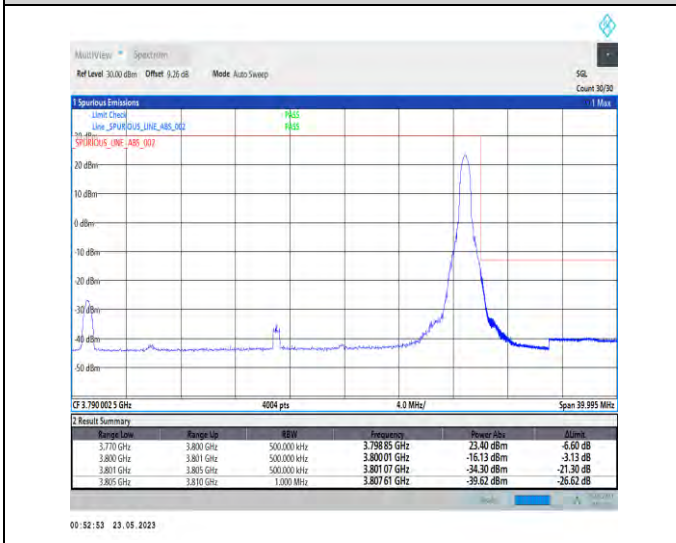 MultiView Spectrum
Ref Level 30.00 dBm Offset 9.26 dB Mode Auto Sweep SGL
Count 30/30
1 Spurious Emissions 1 Max
Limit Check PASS
Line _SPURIOUS_LINE_ABS_002 PASS
_SPURIOUS_LINE_ABS_002
20 dBm
10 dBm
0 dBm
-10 dBm
-20 dBm
-30 dBm
-40 dBm
-50 dBm
CF 3.790 002 5 GHz 4004 pts 4.0 MHz/ Span 39.995 MHz
2 Result Summary
Range Low Range Up RBW Frequency Power Abs ΔLimit
3.770 GHz 3.800 GHz 500.000 kHz 3.798 85 GHz 23.40 dBm -6.60 dB
3.800 GHz 3.801 GHz 500.000 kHz 3.800 01 GHz -16.13 dBm -3.13 dB
3.801 GHz 3.805 GHz 500.000 kHz 3.801 07 GHz -34.30 dBm -21.30 dB
3.805 GHz 3.810 GHz 1.000 MHz 3.807 61 GHz -39.62 dBm -26.62 dB
00:52:53 23.05.2023